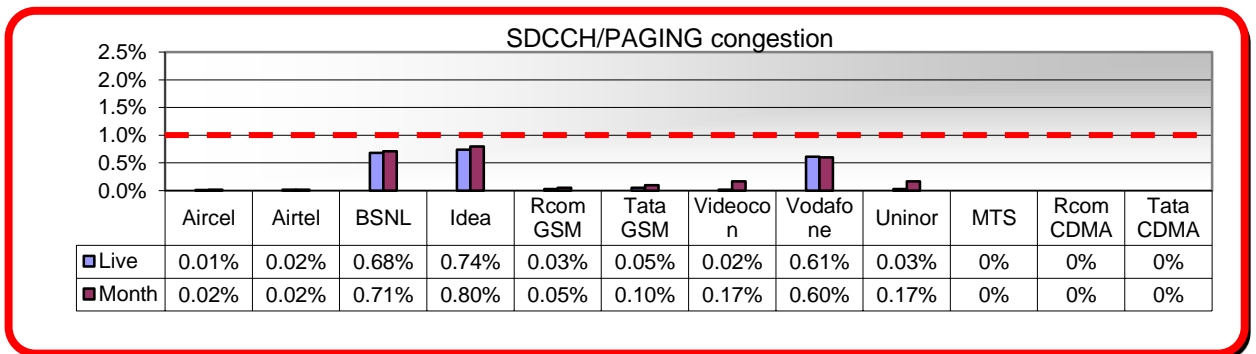 SDCCH/PAGING congestion
2.5%
2.0%
1.5%
1.0%
0.5%
0.0%
Aircel Airtel BSNL Idea Rcom GSM Tata GSM Videocon Vodafone Uninor MTS Rcom CDMA Tata CDMA
Live 0.01% 0.02% 0.68% 0.74% 0.03% 0.05% 0.02% 0.61% 0.03% 0% 0% 0%
Month 0.02% 0.02% 0.71% 0.80% 0.05% 0.10% 0.17% 0.60% 0.17% 0% 0% 0%